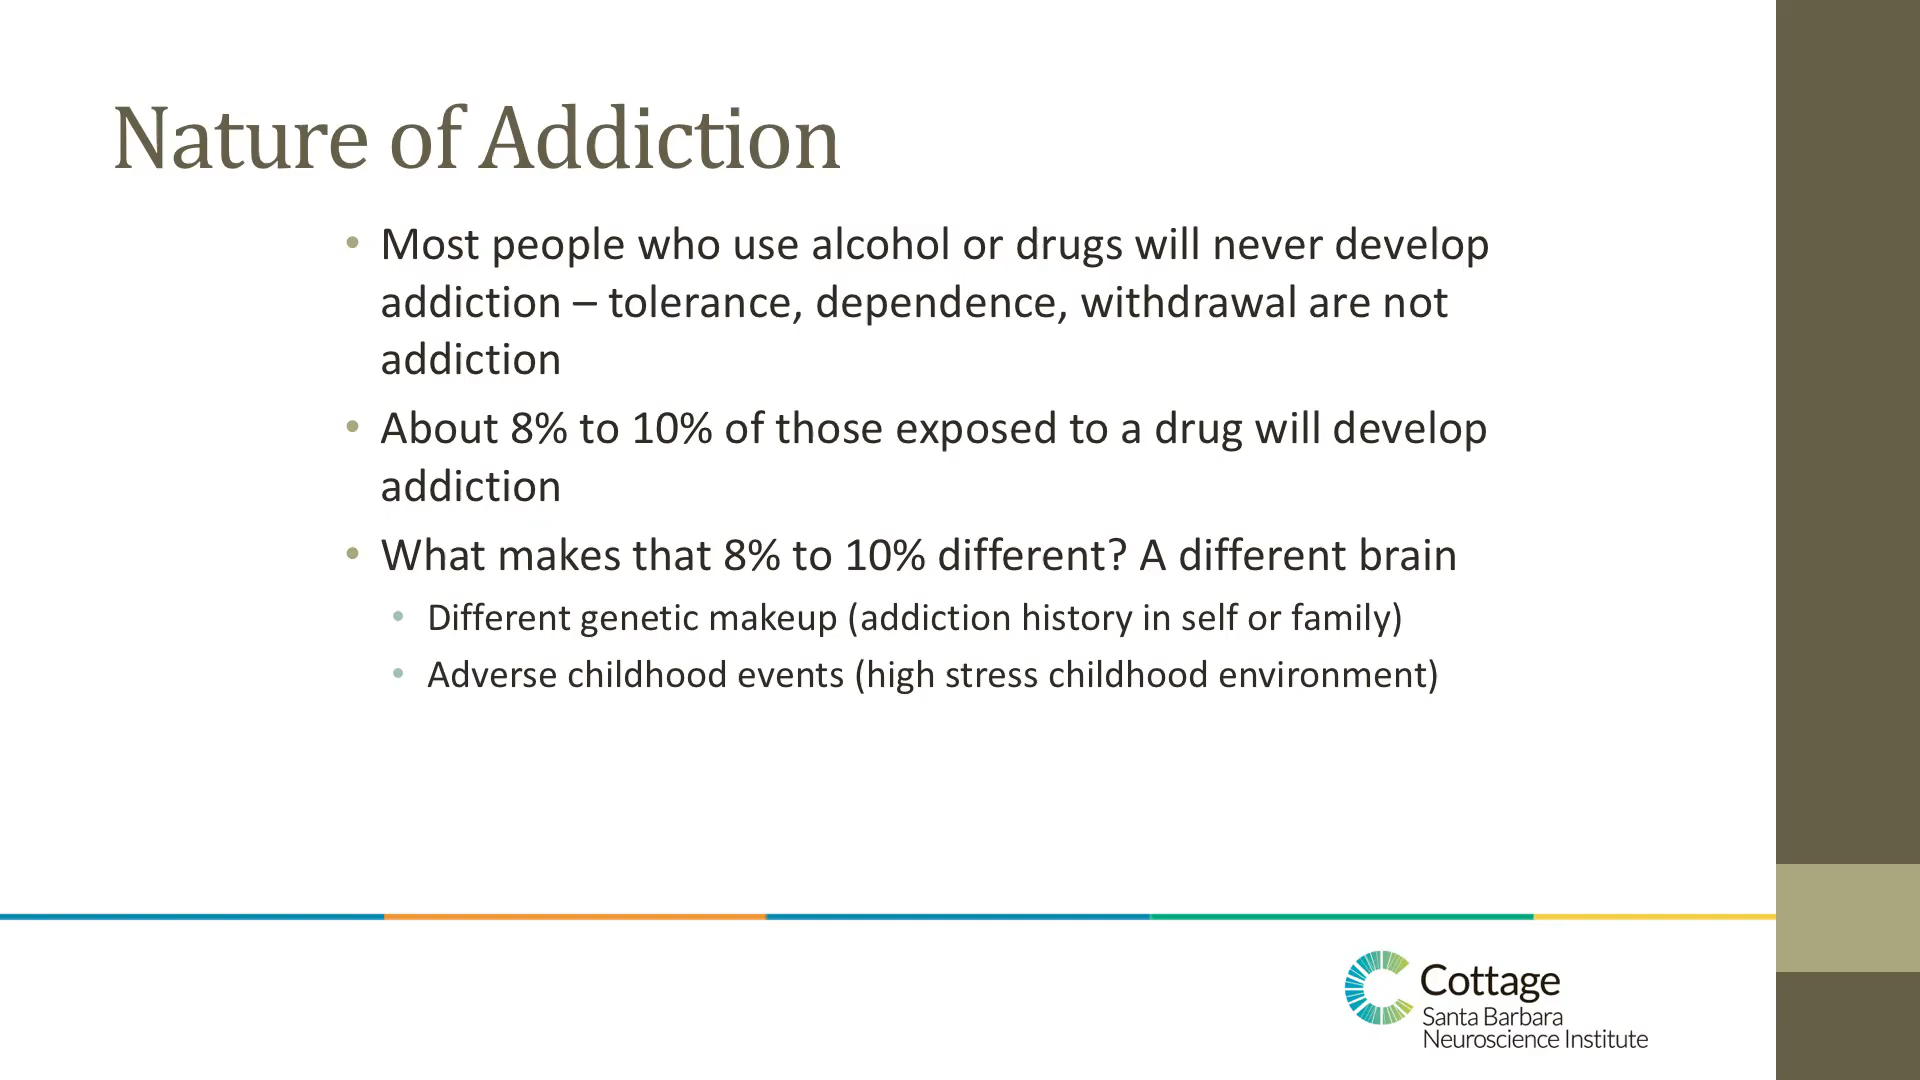 Nature of Addiction
• Most people who use alcohol or drugs will never develop
addiction – tolerance, dependence, withdrawal are not
addiction
• About 8% to 10% of those exposed to a drug will develop
addiction
• What makes that 8% to 10% different? A different brain
• Different genetic makeup (addiction history in self or family)
• Adverse childhood events (high stress childhood environment)
Cottage
Santa Barbara
Neuroscience Institute